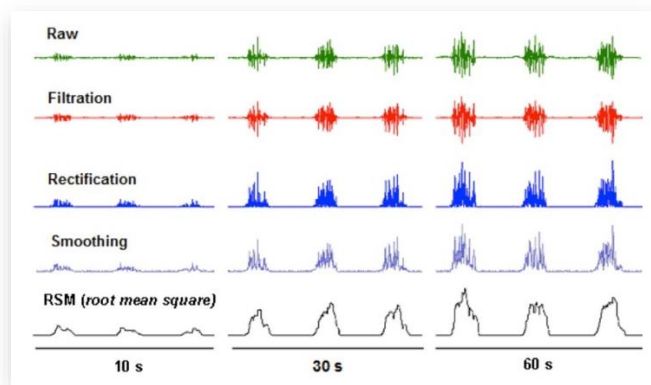 Raw
Filtration
Rectification
Smoothing
RSM (root mean square)
10 s
30 s
60 s